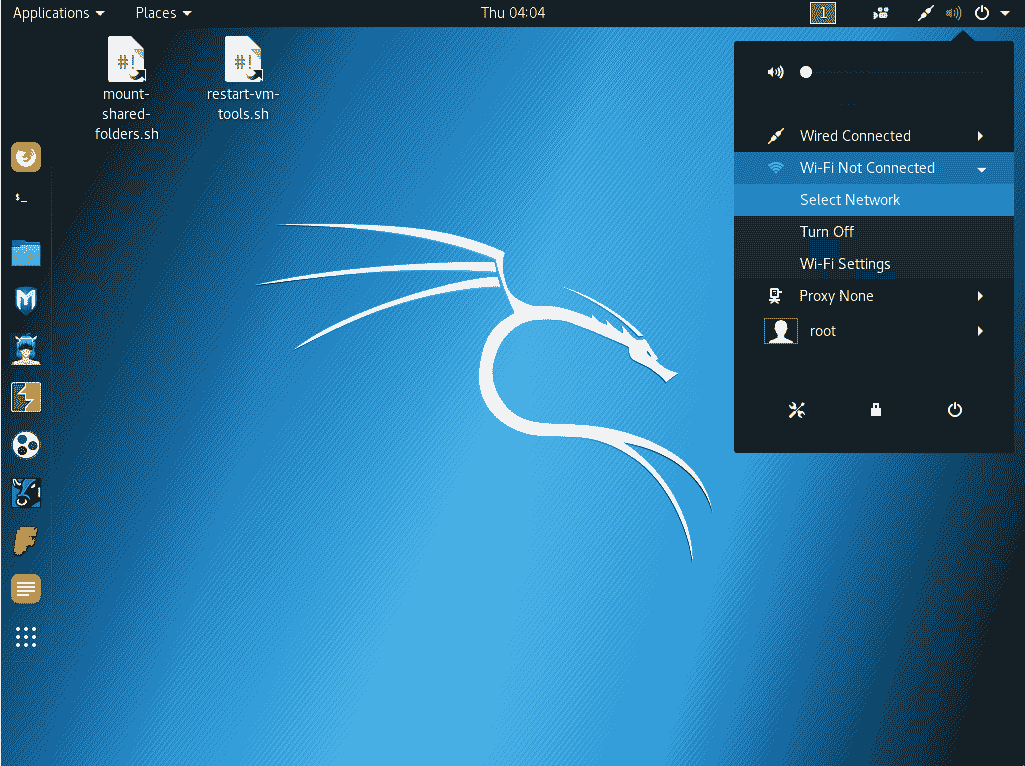 Applications Places Thu 04:04 1
mount-
shared-
folders.sh
restart-vm-
tools.sh
#!
#!
$_
M
Wired Connected
Wi-Fi Not Connected
Select Network
Turn Off
Wi-Fi Settings
Proxy None
root